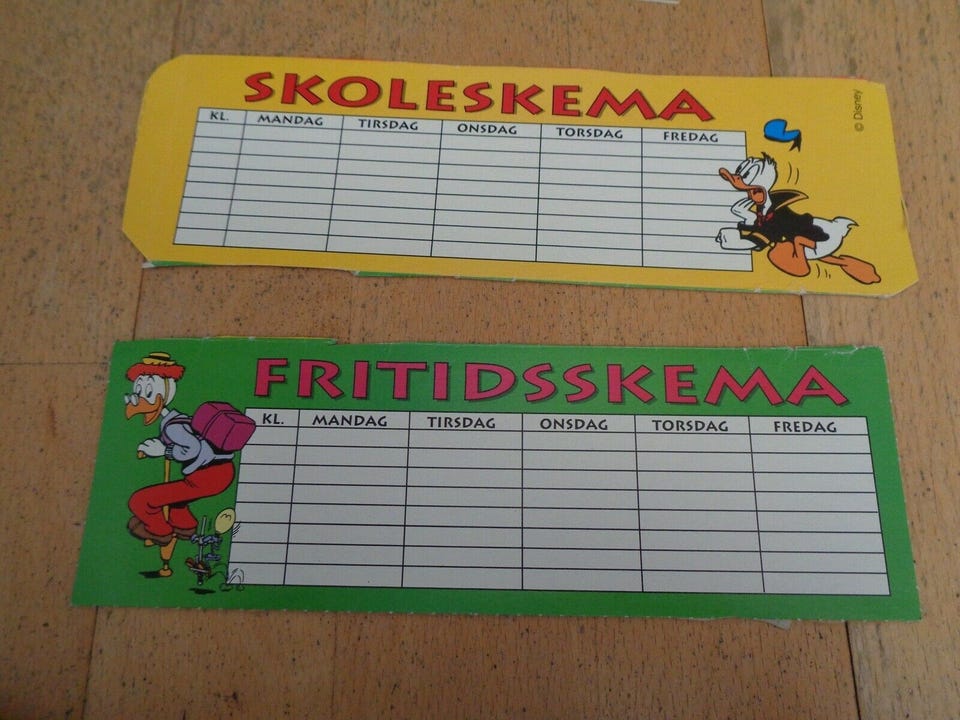 SKOLESKEMA
KL. MANDAG TIRSDAG ONSDAG TORSDAG FREDAG
© Disney
FRITIDSSKEMA
KL. MANDAG TIRSDAG ONSDAG TORSDAG FREDAG